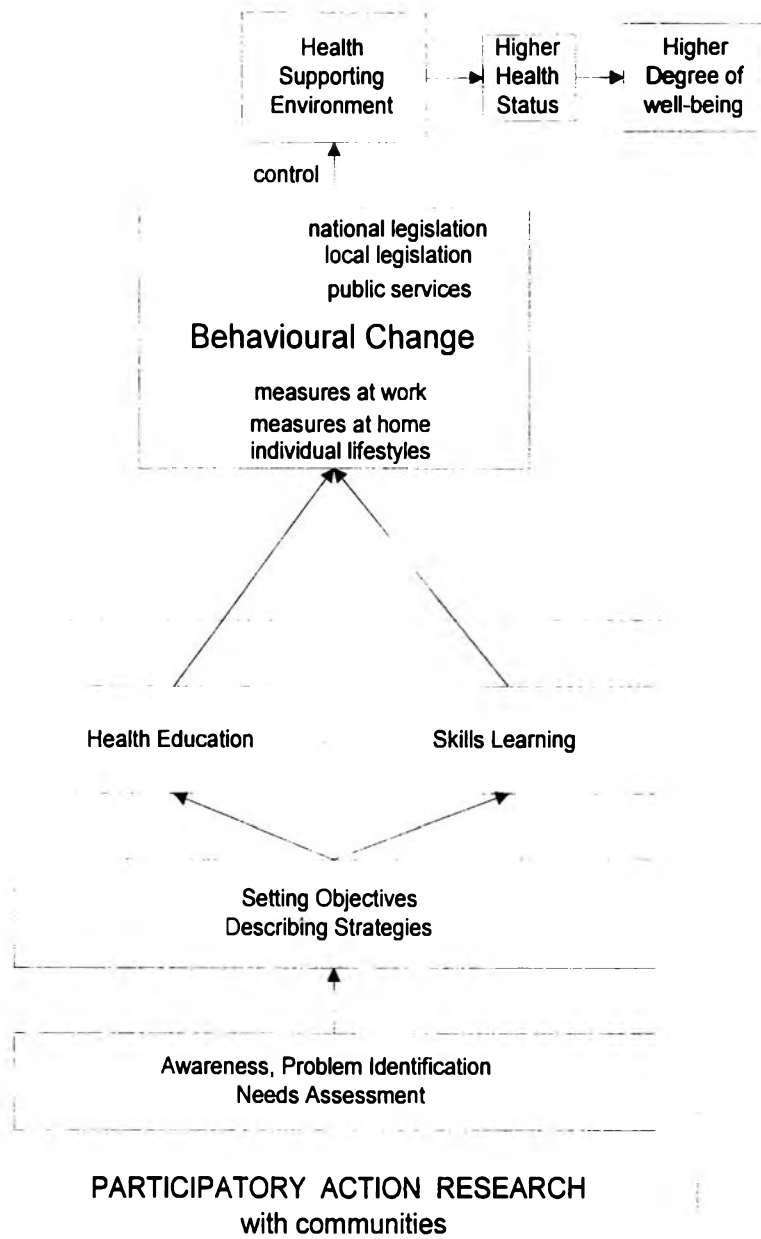 Health
Supporting
Environment
Higher
Health
Status
Higher
Degree of
well-being
control
national legislation
local legislation
public services
Behavioural Change
measures at work
measures at home
individual lifestyles
Health Education
Skills Learning
Setting Objectives
Describing Strategies
Awareness, Problem Identification
Needs Assessment
PARTICIPATORY ACTION RESEARCH
with communities